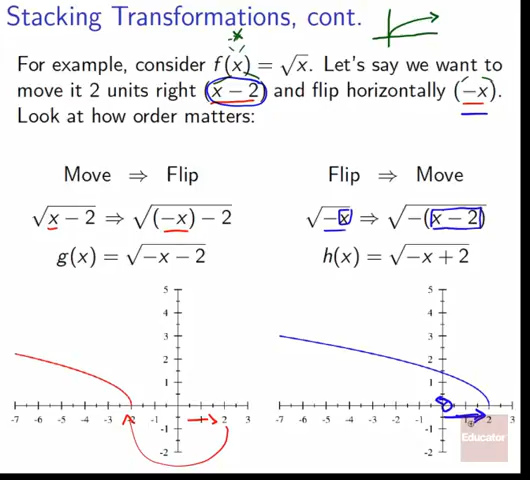 Stacking Transformations, cont.
-x
For example, consider f(x) = √x. Let's say we want to
move it 2 units right (x − 2) and flip horizontally (−x).
Look at how order matters:
Move ⇒ Flip
√x − 2 ⇒ √(−x) − 2
g(x) = √−x − 2
5
4
3
2
1
-7 -6 -5 -4 -3 -2 -1 1 2 3
-1
-2
Flip ⇒ Move
√−x ⇒ √−(x − 2)
h(x) = √−x + 2
5
4
3
2
1
-7 -6 -5 -4 -3 -2 -1 1 2 3
-1
-2
Educator